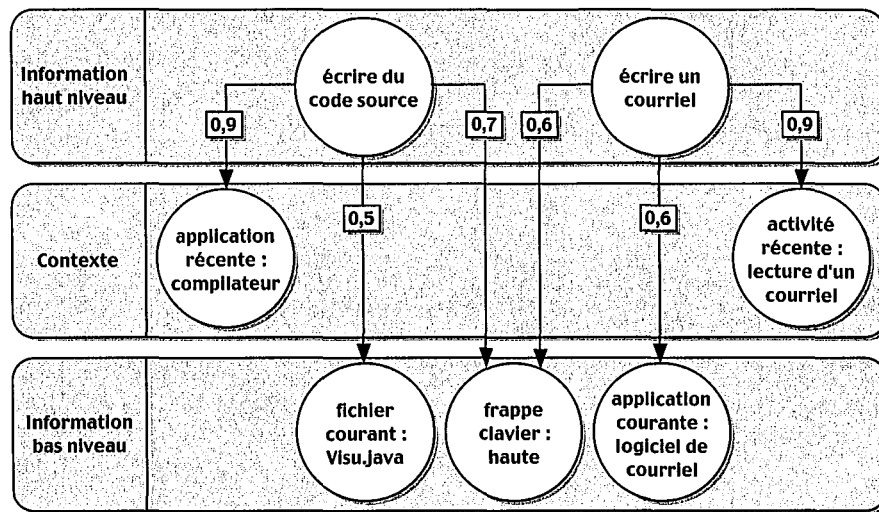 Information
haut niveau
écrire du
code source
écrire un
courriel
0,9
0,7
0,6
0,9
Contexte
application
récente :
compilateur
0,5
0,6
activité
récente :
lecture d'un
courriel
Information
bas niveau
fichier
courant :
Visu.java
frappe
clavier :
haute
application
courante :
logiciel de
courriel